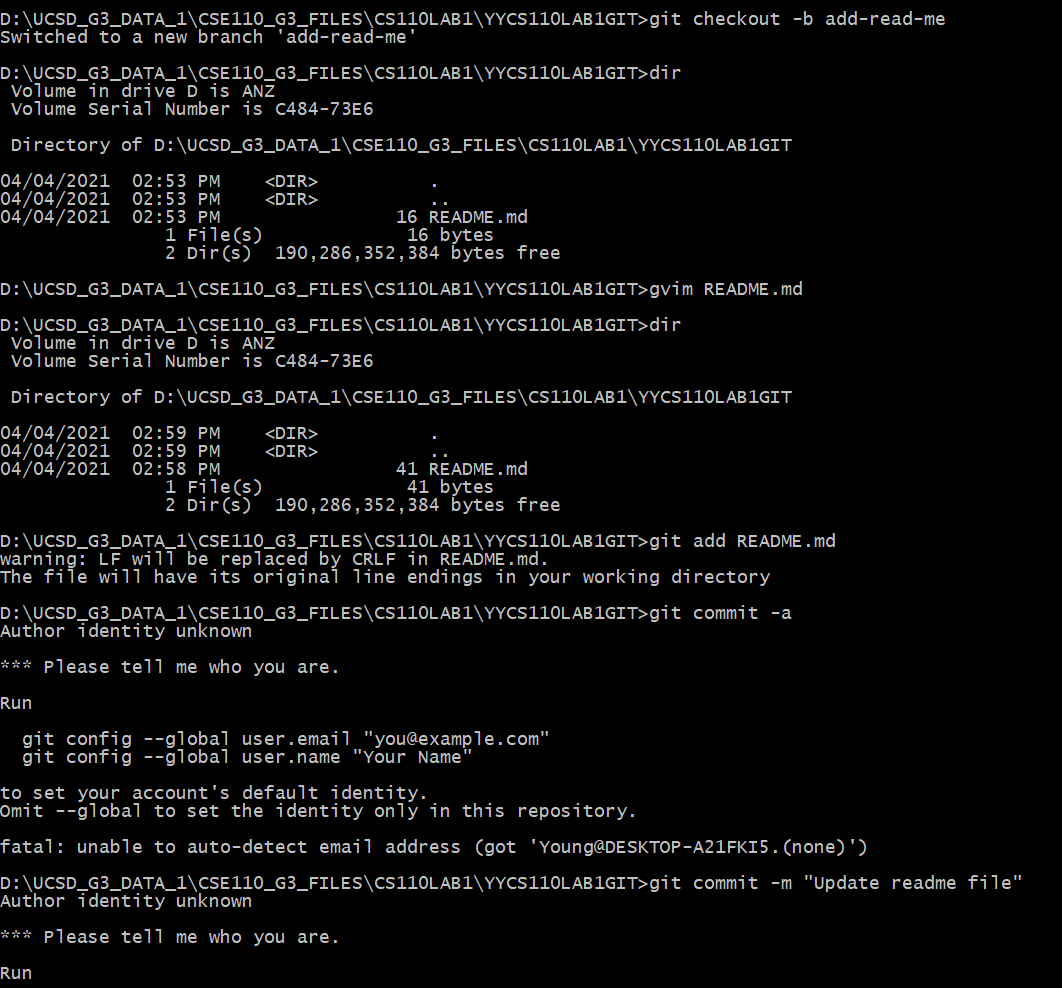 D:\UCSD_G3_DATA_1\CSE110_G3_FILES\CS110LAB1\YYCS110LAB1GIT>git checkout -b add-read-me
Switched to a new branch 'add-read-me'
D:\UCSD_G3_DATA_1\CSE110_G3_FILES\CS110LAB1\YYCS110LAB1GIT>dir
 Volume in drive D is ANZ
 Volume Serial Number is C484-73E6
 Directory of D:\UCSD_G3_DATA_1\CSE110_G3_FILES\CS110LAB1\YYCS110LAB1GIT
04/04/2021  02:53 PM    <DIR>          .
04/04/2021  02:53 PM    <DIR>          ..
04/04/2021  02:53 PM                16 README.md
               1 File(s)             16 bytes
               2 Dir(s)  190,286,352,384 bytes free
D:\UCSD_G3_DATA_1\CSE110_G3_FILES\CS110LAB1\YYCS110LAB1GIT>gvim README.md
D:\UCSD_G3_DATA_1\CSE110_G3_FILES\CS110LAB1\YYCS110LAB1GIT>dir
 Volume in drive D is ANZ
 Volume Serial Number is C484-73E6
 Directory of D:\UCSD_G3_DATA_1\CSE110_G3_FILES\CS110LAB1\YYCS110LAB1GIT
04/04/2021  02:59 PM    <DIR>          .
04/04/2021  02:59 PM    <DIR>          ..
04/04/2021  02:58 PM                41 README.md
               1 File(s)             41 bytes
               2 Dir(s)  190,286,352,384 bytes free
D:\UCSD_G3_DATA_1\CSE110_G3_FILES\CS110LAB1\YYCS110LAB1GIT>git add README.md
warning: LF will be replaced by CRLF in README.md.
The file will have its original line endings in your working directory
D:\UCSD_G3_DATA_1\CSE110_G3_FILES\CS110LAB1\YYCS110LAB1GIT>git commit -a
Author identity unknown
*** Please tell me who you are.
Run
  git config --global user.email "you@example.com"
  git config --global user.name "Your Name"
to set your account's default identity.
Omit --global to set the identity only in this repository.
fatal: unable to auto-detect email address (got 'Young@DESKTOP-A21FKI5.(none)')
D:\UCSD_G3_DATA_1\CSE110_G3_FILES\CS110LAB1\YYCS110LAB1GIT>git commit -m "Update readme file"
Author identity unknown
*** Please tell me who you are.
Run